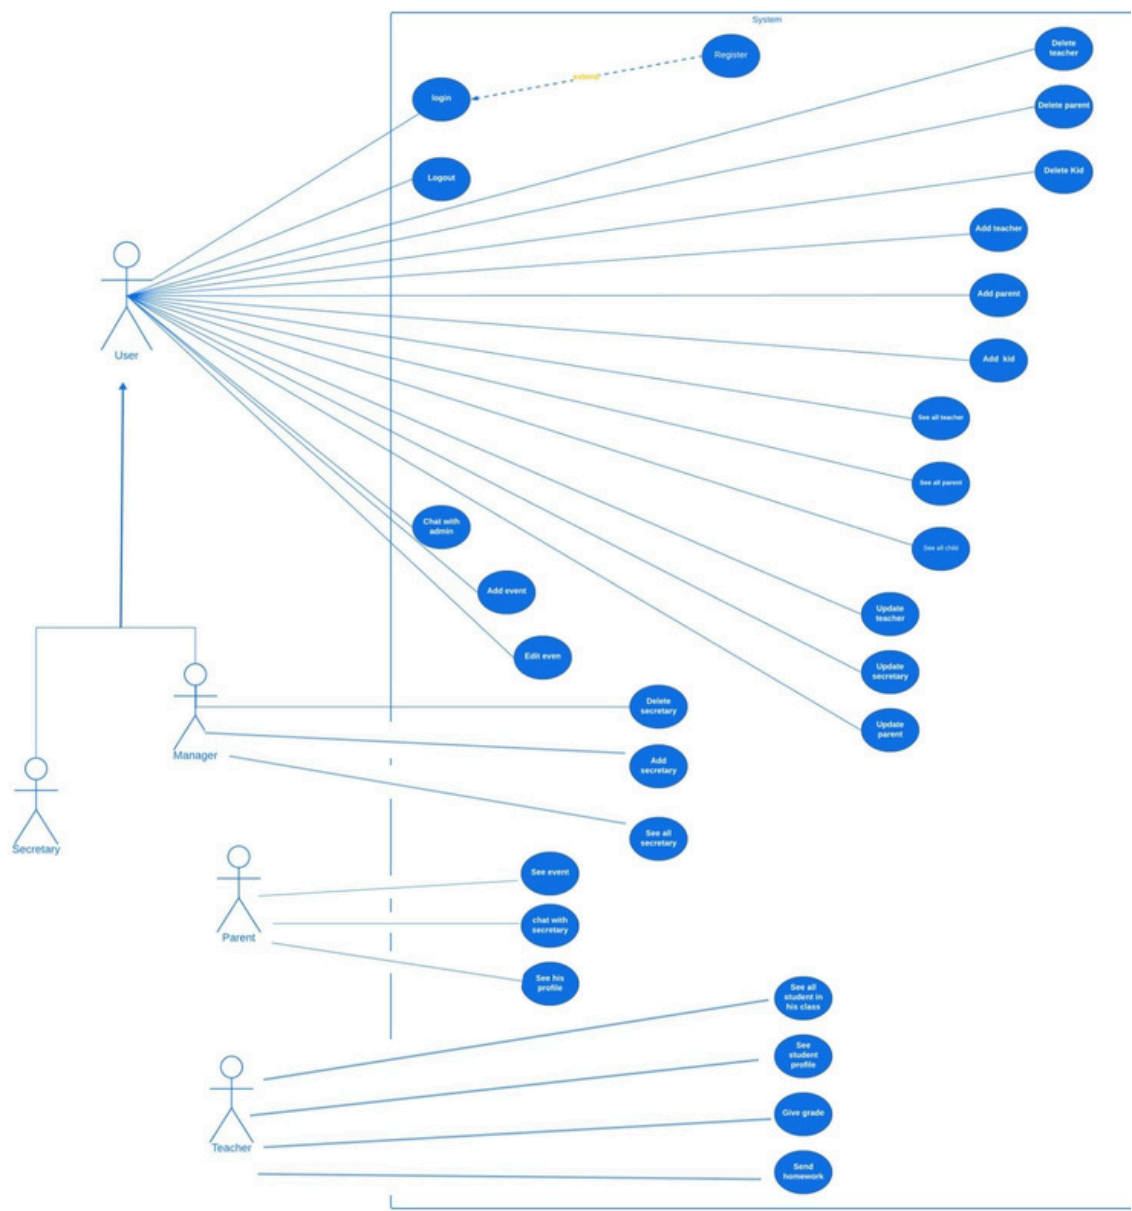 System
Register
Delete
teacher
extend
login
Delete parent
Logout
Delete Kid
Add teacher
Add parent
User
Add kid
See all teacher
See all parent
Chat with
admin
See all child
Add event
Update
teacher
Edit even
Update
secretary
Delete
secretary
Update
parent
Manager
Add
secretary
Secretary
See all
secretary
See event
chat with
secretary
Parent
See his
profile
See all
student in
his class
See
student
profile
Give grade
Teacher
Send
homework